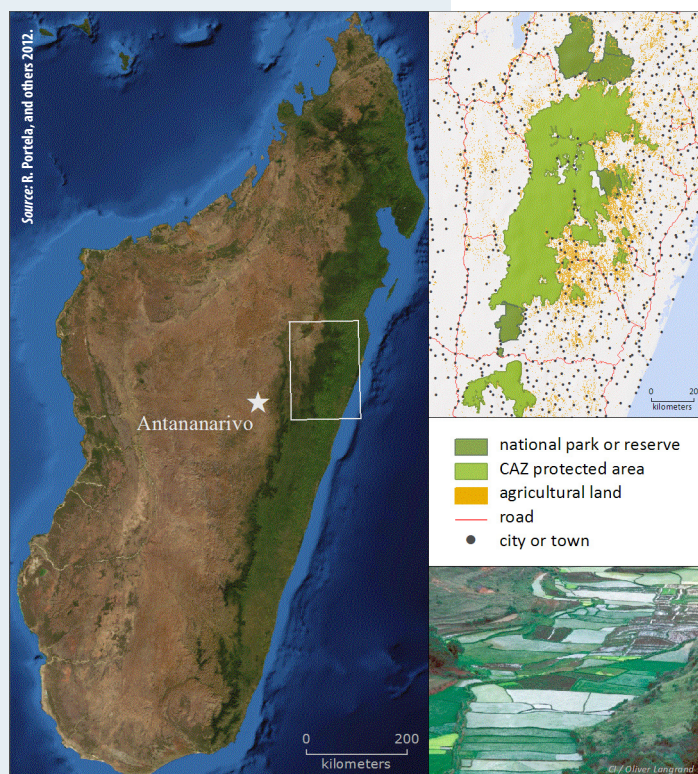 Source: R. Portela, and others 2012.
Antananarivo
0 200
kilometers
0 20
kilometers
national park or reserve
CAZ protected area
agricultural land
road
city or town
CI / Oliver Langrand